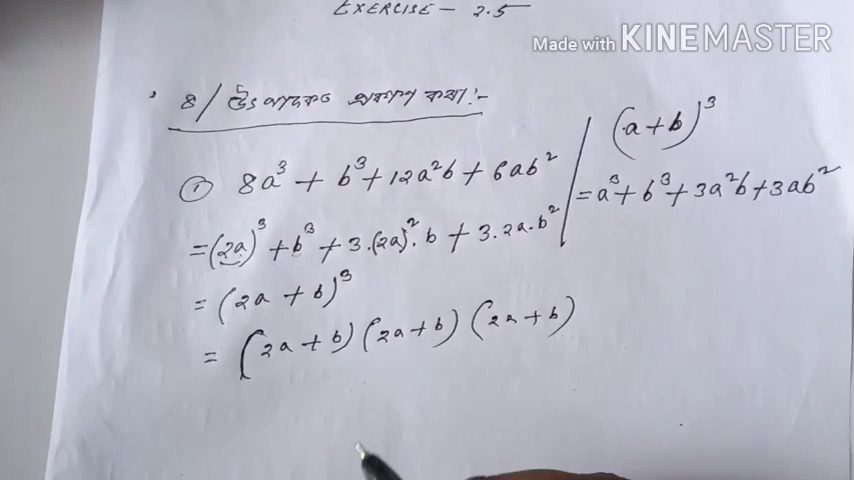 EXERCISE – 2.5
Made with KINEMASTER
8/ উৎপাদকত প্ৰকাশ কৰা:-
(a+b)³
① 8a³ + b³ + 12a²b + 6ab²
= a³ + b³ + 3a²b + 3ab²
= (2a)³ + b³ + 3.(2a)².b + 3.2a.b²
= (2a + b)³
= (2a + b) (2a + b) (2a + b)